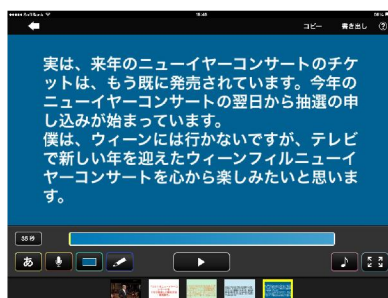 SoftBank
15:45
コピー
書き出し
実は、来年のニューイヤーコンサートのチケ
ットは、もう既に発売されています。今年の
ニューイヤーコンサートの翌日から抽選の申
し込みが始まっています。
僕は、ウィーンには行かないですが、テレビ
で新しい年を迎えたウィーンフィルニューイ
ヤーコンサートを心から楽しみたいと思いま
す。
85 秒
あ